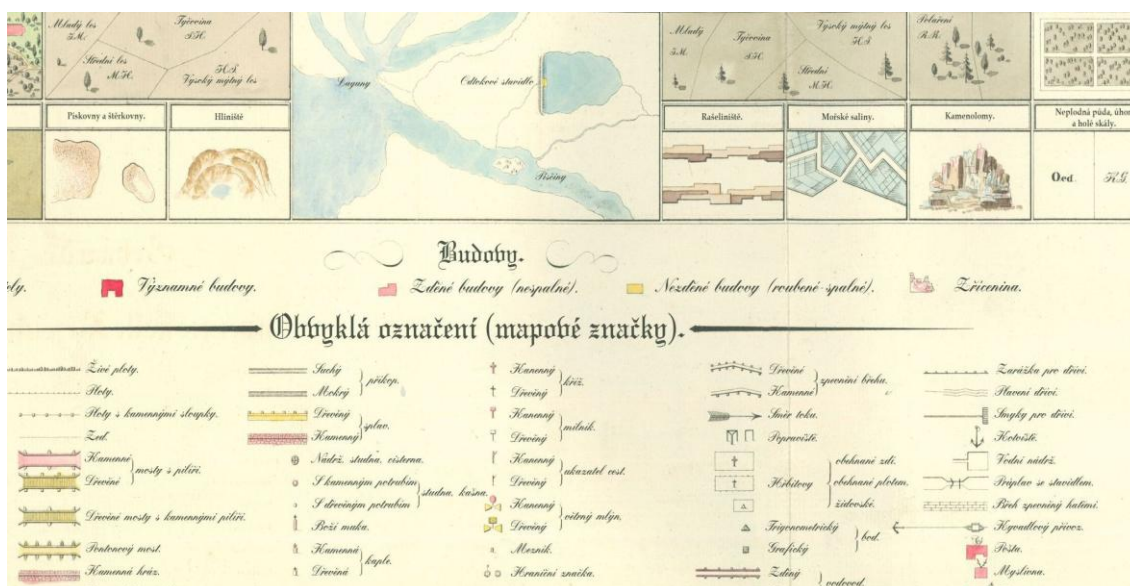 Mladý les
J.M.
Tyčovina
S.H.
Střední les
M.H.
H.S.
Vysoký mýtný les
Laguny
Odtokové stavidlo
Písčiny
Mladý
J.M.
Tyčovina
S.H.
Střední
M.H.
Vysoký mýtný les
H.S.
R.R.
Pískovny a štěrkovny.
Hliniště
Rašeliniště.
Mořské saliny.
Kamenolomy.
Neplodná půda, úhor
a holé skály.
Oed.
K.G.
Budovy.
Významné budovy.
Zděné budovy (nespalné).
Nezděné budovy (roubené-spalné).
Zřícenina.
Obvyklá označení (mapové značky).
Živé ploty.
Ploty.
Ploty s kamennými sloupky.
Zeď.
Kamenné
Dřevěné
mosty s pilíři.
Dřevěné mosty s kamennými pilíři.
Pontonový most.
Kamenná hráz.
Suchý
Mokrý
příkop.
Dřevěný
Kamenný
splav.
Nádrž, studna, cisterna.
S kamenným potrubím
S dřevěným potrubím
studna, kašna.
Boží muka.
Kamenná
Dřevěná
kaple.
Kamenný
Dřevěný
kříž.
Kamenný
Dřevěný
milník.
Kamenný
Dřevěný
ukazatel cest.
Kamenný
Dřevěný
větrný mlýn.
Mezník.
Hraniční značka.
Dřevěné
Kamenné
zpevnění břehu.
Směr toku.
Popraviště.
Hřbitovy
obehnané zdí.
obehnané plotem.
židovské.
Trigonometrický
Grafický
bod.
Zděný
vodovod.
Zarážka pro dříví.
Plavení dříví.
Smyky pro dříví.
Kotviště.
Vodní nádrž.
Průplav se stavidlem.
Břeh zpevněný hatěmi.
Kyvadlový přívoz.
Pošta.
Myslivna.